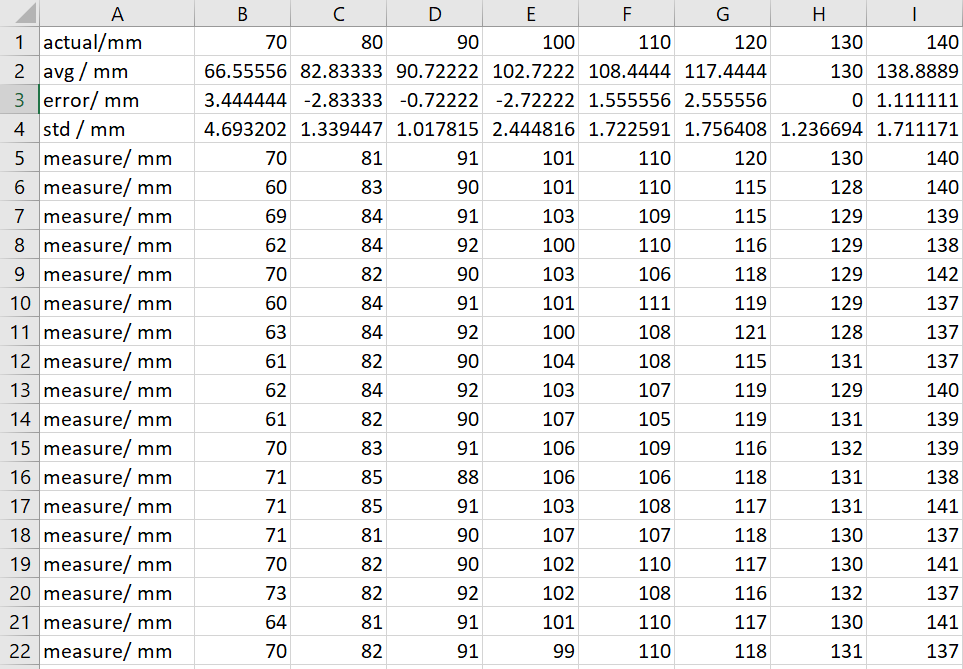 A B C D E F G H I
1 actual/mm 70 80 90 100 110 120 130 140
2 avg / mm 66.55556 82.83333 90.72222 102.7222 108.4444 117.4444 130 138.8889
3 error/ mm 3.444444 -2.83333 -0.72222 -2.72222 1.555556 2.555556 0 1.111111
4 std / mm 4.693202 1.339447 1.017815 2.444816 1.722591 1.756408 1.236694 1.711171
5 measure/ mm 70 81 91 101 110 120 130 140
6 measure/ mm 60 83 90 101 110 115 128 140
7 measure/ mm 69 84 91 103 109 115 129 139
8 measure/ mm 62 84 92 100 110 116 129 138
9 measure/ mm 70 82 90 103 106 118 129 142
10 measure/ mm 60 84 91 101 111 119 129 137
11 measure/ mm 63 84 92 100 108 121 128 137
12 measure/ mm 61 82 90 104 108 115 131 137
13 measure/ mm 62 84 92 103 107 119 129 140
14 measure/ mm 61 82 90 107 105 119 131 139
15 measure/ mm 70 83 91 106 109 116 132 139
16 measure/ mm 71 85 88 106 106 118 131 138
17 measure/ mm 71 85 91 103 108 117 131 141
18 measure/ mm 71 81 90 107 107 118 130 137
19 measure/ mm 70 82 90 102 110 117 130 141
20 measure/ mm 73 82 92 102 108 116 132 137
21 measure/ mm 64 81 91 101 110 117 130 141
22 measure/ mm 70 82 91 99 110 118 131 137